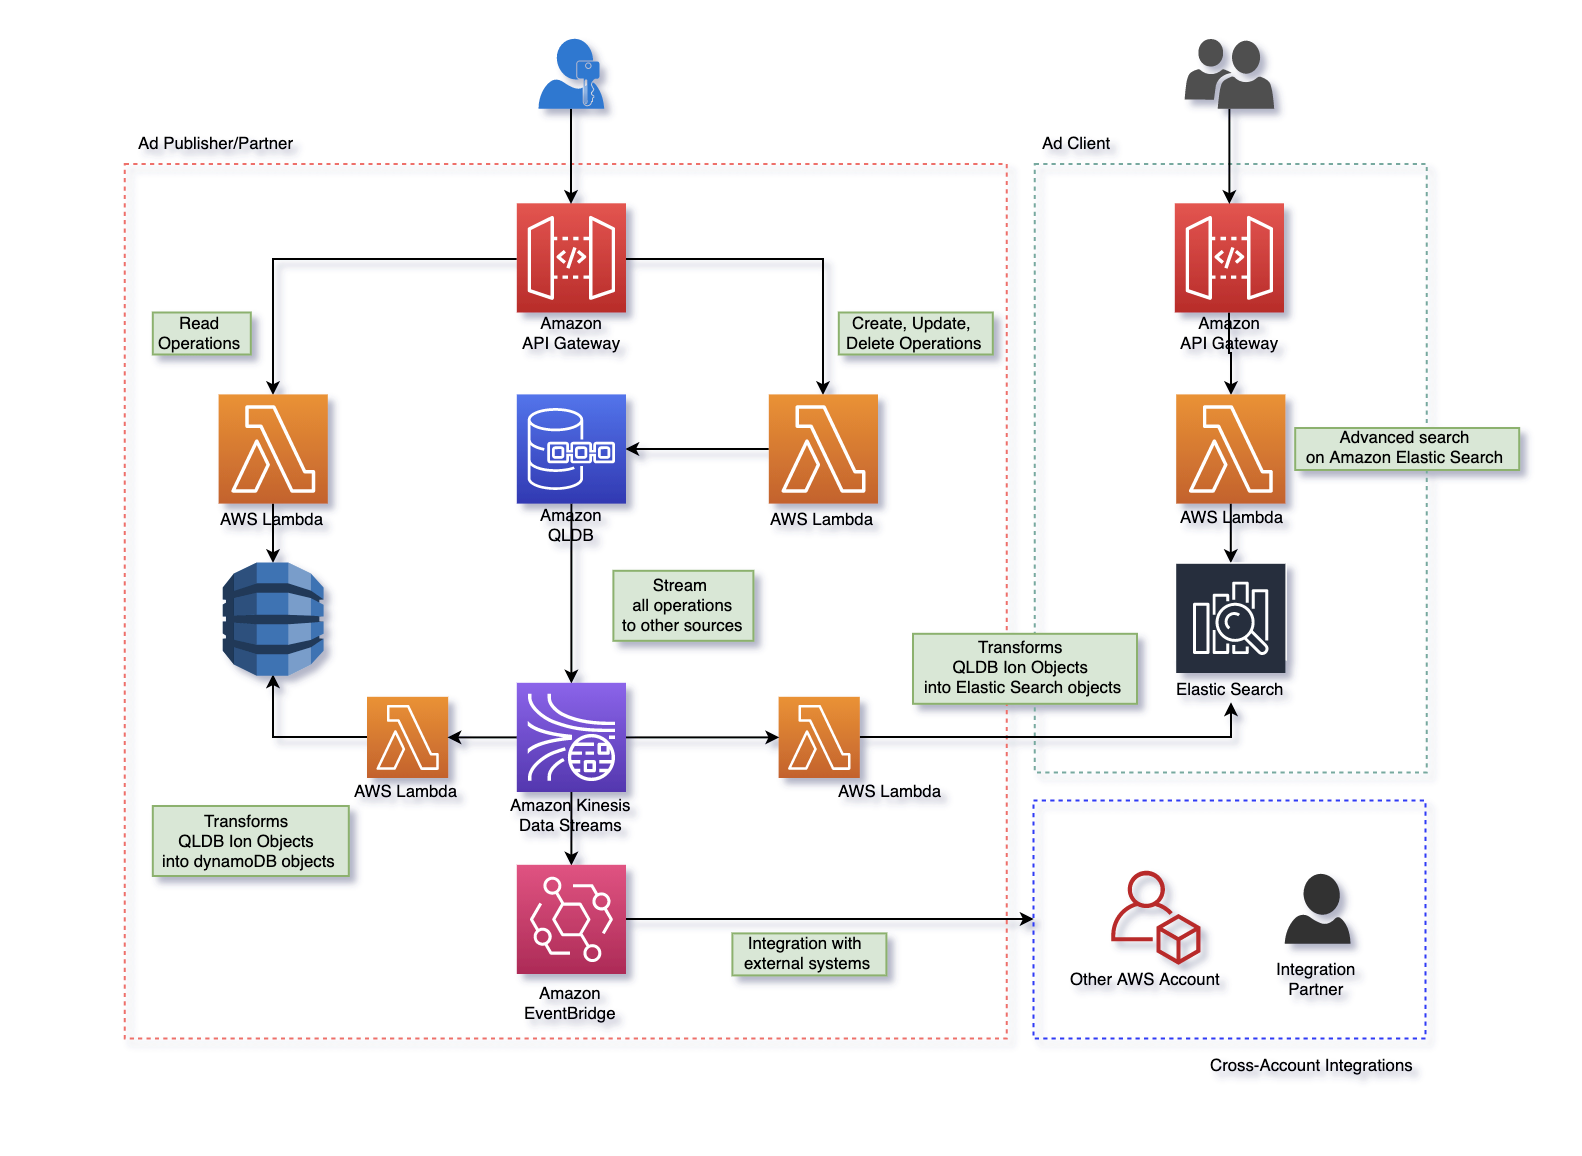 Ad Publisher/Partner
Ad Client
Read
Operations
Amazon
API Gateway
Create, Update,
Delete Operations
Amazon
API Gateway
AWS Lambda
Amazon
QLDB
AWS Lambda
Advanced search
on Amazon Elastic Search
AWS Lambda
Stream
all operations
to other sources
Transforms
QLDB Ion Objects
into Elastic Search objects
Elastic Search
AWS Lambda
Amazon Kinesis
Data Streams
AWS Lambda
Transforms
QLDB Ion Objects
into dynamoDB objects
Integration with
external systems
Amazon
EventBridge
Other AWS Account
Integration
Partner
Cross-Account Integrations